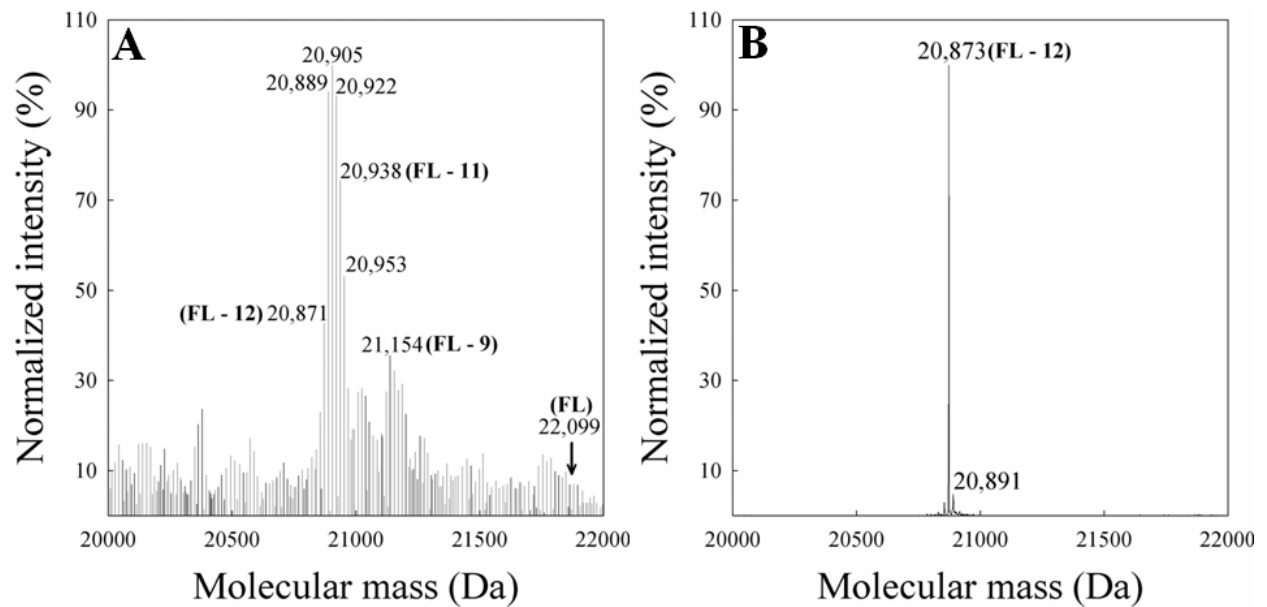 A
Normalized intensity (%)
110
90
70
50
30
10
20,905
20,889
20,922
20,938 (FL - 11)
20,953
(FL - 12) 20,871
21,154 (FL - 9)
(FL)
22,099
20000 20500 21000 21500 22000
Molecular mass (Da)
B
Normalized intensity (%)
110
90
70
50
30
10
20,873 (FL - 12)
20,891
20000 20500 21000 21500 22000
Molecular mass (Da)